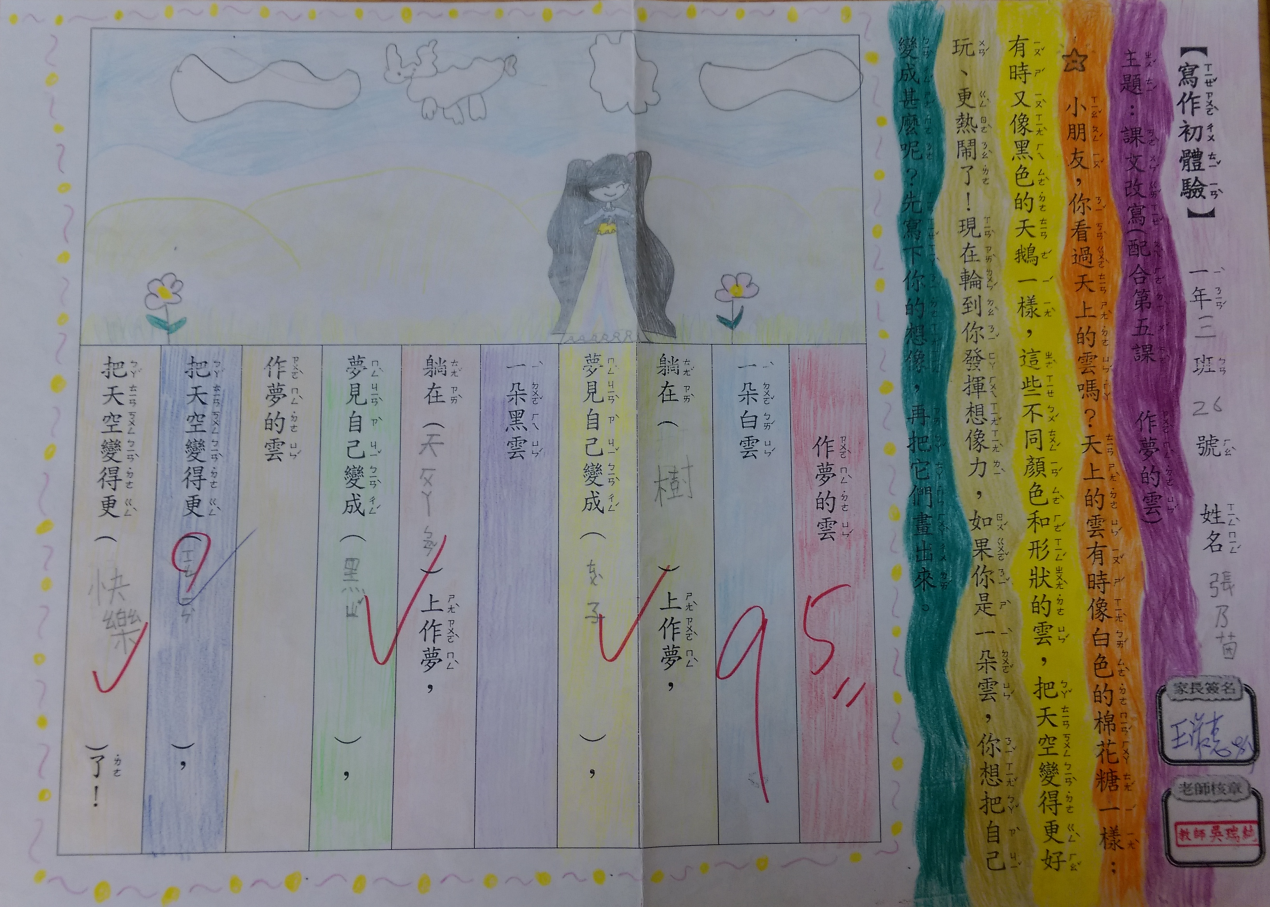 【寫作初體驗】 一年(二)班 26號 姓名 張乃茵
主題:課文改寫(配合第五課 作夢的雲)
☆ 小朋友,你看過天上的雲嗎?天上的雲有時像白色的棉花糖一樣;
有時又像黑色的天鵝一樣,這些不同顏色和形狀的雲,把天空變得更好
玩、更熱鬧了!現在輪到你發揮想像力,如果你是一朵雲,你想把自己
變成甚麼呢?先寫下你的想像,再把它們畫出來。
家長簽名
老師核章
教師吳瑞
作夢的雲
95
一朵白雲
躺在(樹)上作夢,
夢見自己變成(ㄊㄨˋ子),
一朵黑雲
躺在(天ㄎㄨㄥ)上作夢,
夢見自己變成(黑),
作夢的雲
把天空變得更( ),
把天空變得更(快樂)了!